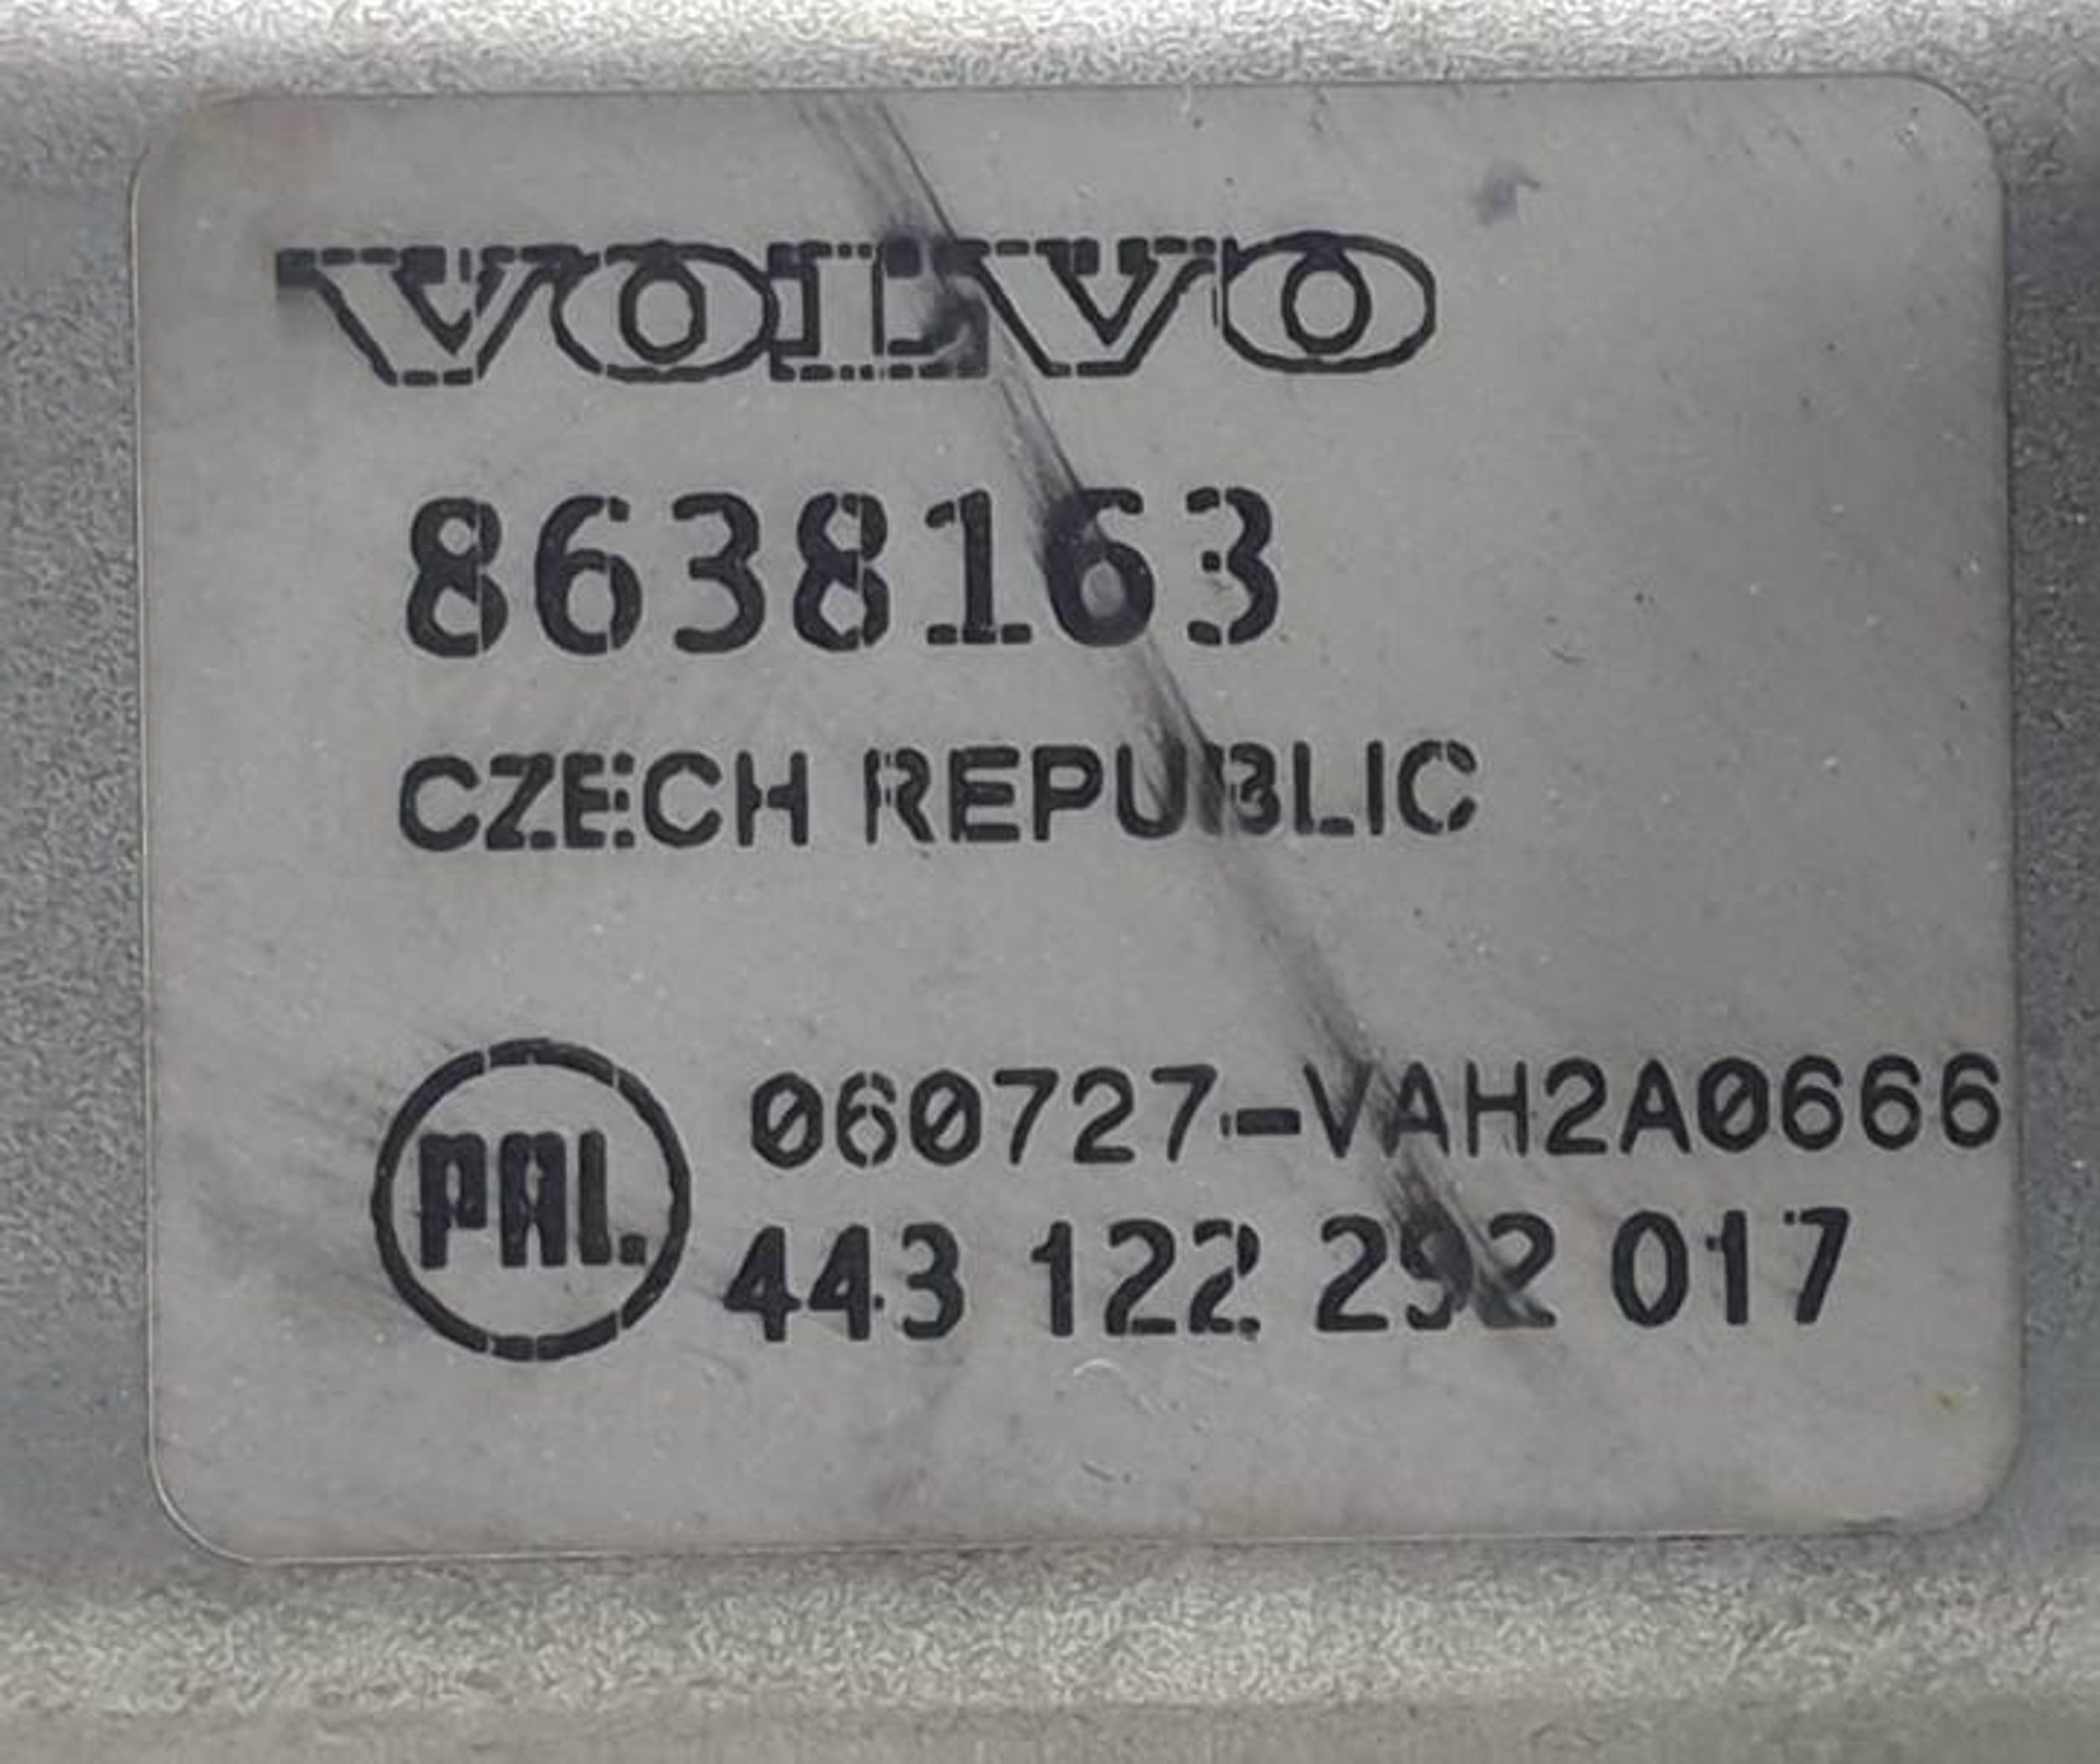 VOLVO
8638163
CZECH REPUBLIC
PAL.
060727-VAH2A0666
443 122 292 017